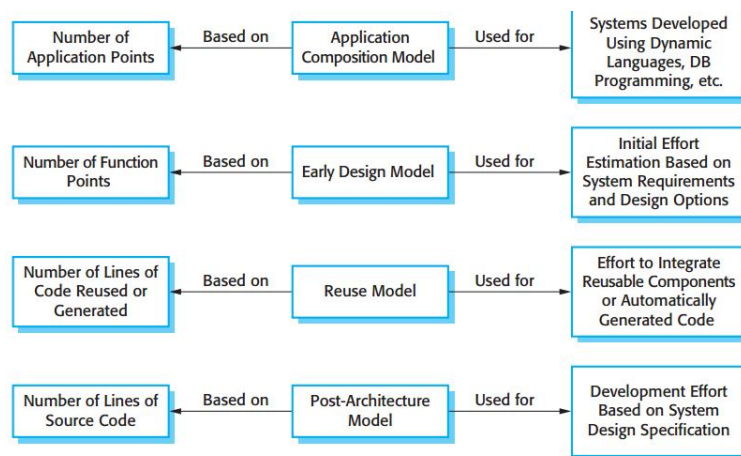 Number of
Application Points
Based on
Application
Composition Model
Used for
Systems Developed
Using Dynamic
Languages, DB
Programming, etc.
Number of Function
Points
Based on
Early Design Model
Used for
Initial Effort
Estimation Based on
System Requirements
and Design Options
Number of Lines of
Code Reused or
Generated
Based on
Reuse Model
Used for
Effort to Integrate
Reusable Components
or Automatically
Generated Code
Number of Lines of
Source Code
Based on
Post-Architecture
Model
Used for
Development Effort
Based on System
Design Specification